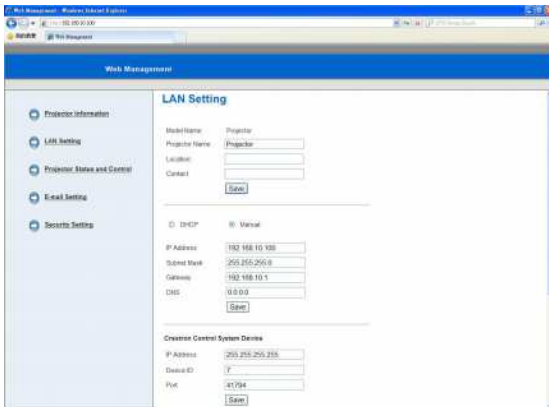 Web Management - Windows Internet Explorer
Web Management
Web Management
LAN Setting
Projector Information
LAN Setting
Projector Status and Control
E-mail Setting
Security Setting
Model Name Projector
Projector Name Projector
Location
Contact
Save
DHCP Manual
IP Address 192.168.10.100
Subnet Mask 255.255.255.0
Gateway 192.168.10.1
DNS 0.0.0.0
Save
Crestron Control System Device
IP Address 255.255.255.255
Device ID 7
Port 41794
Save